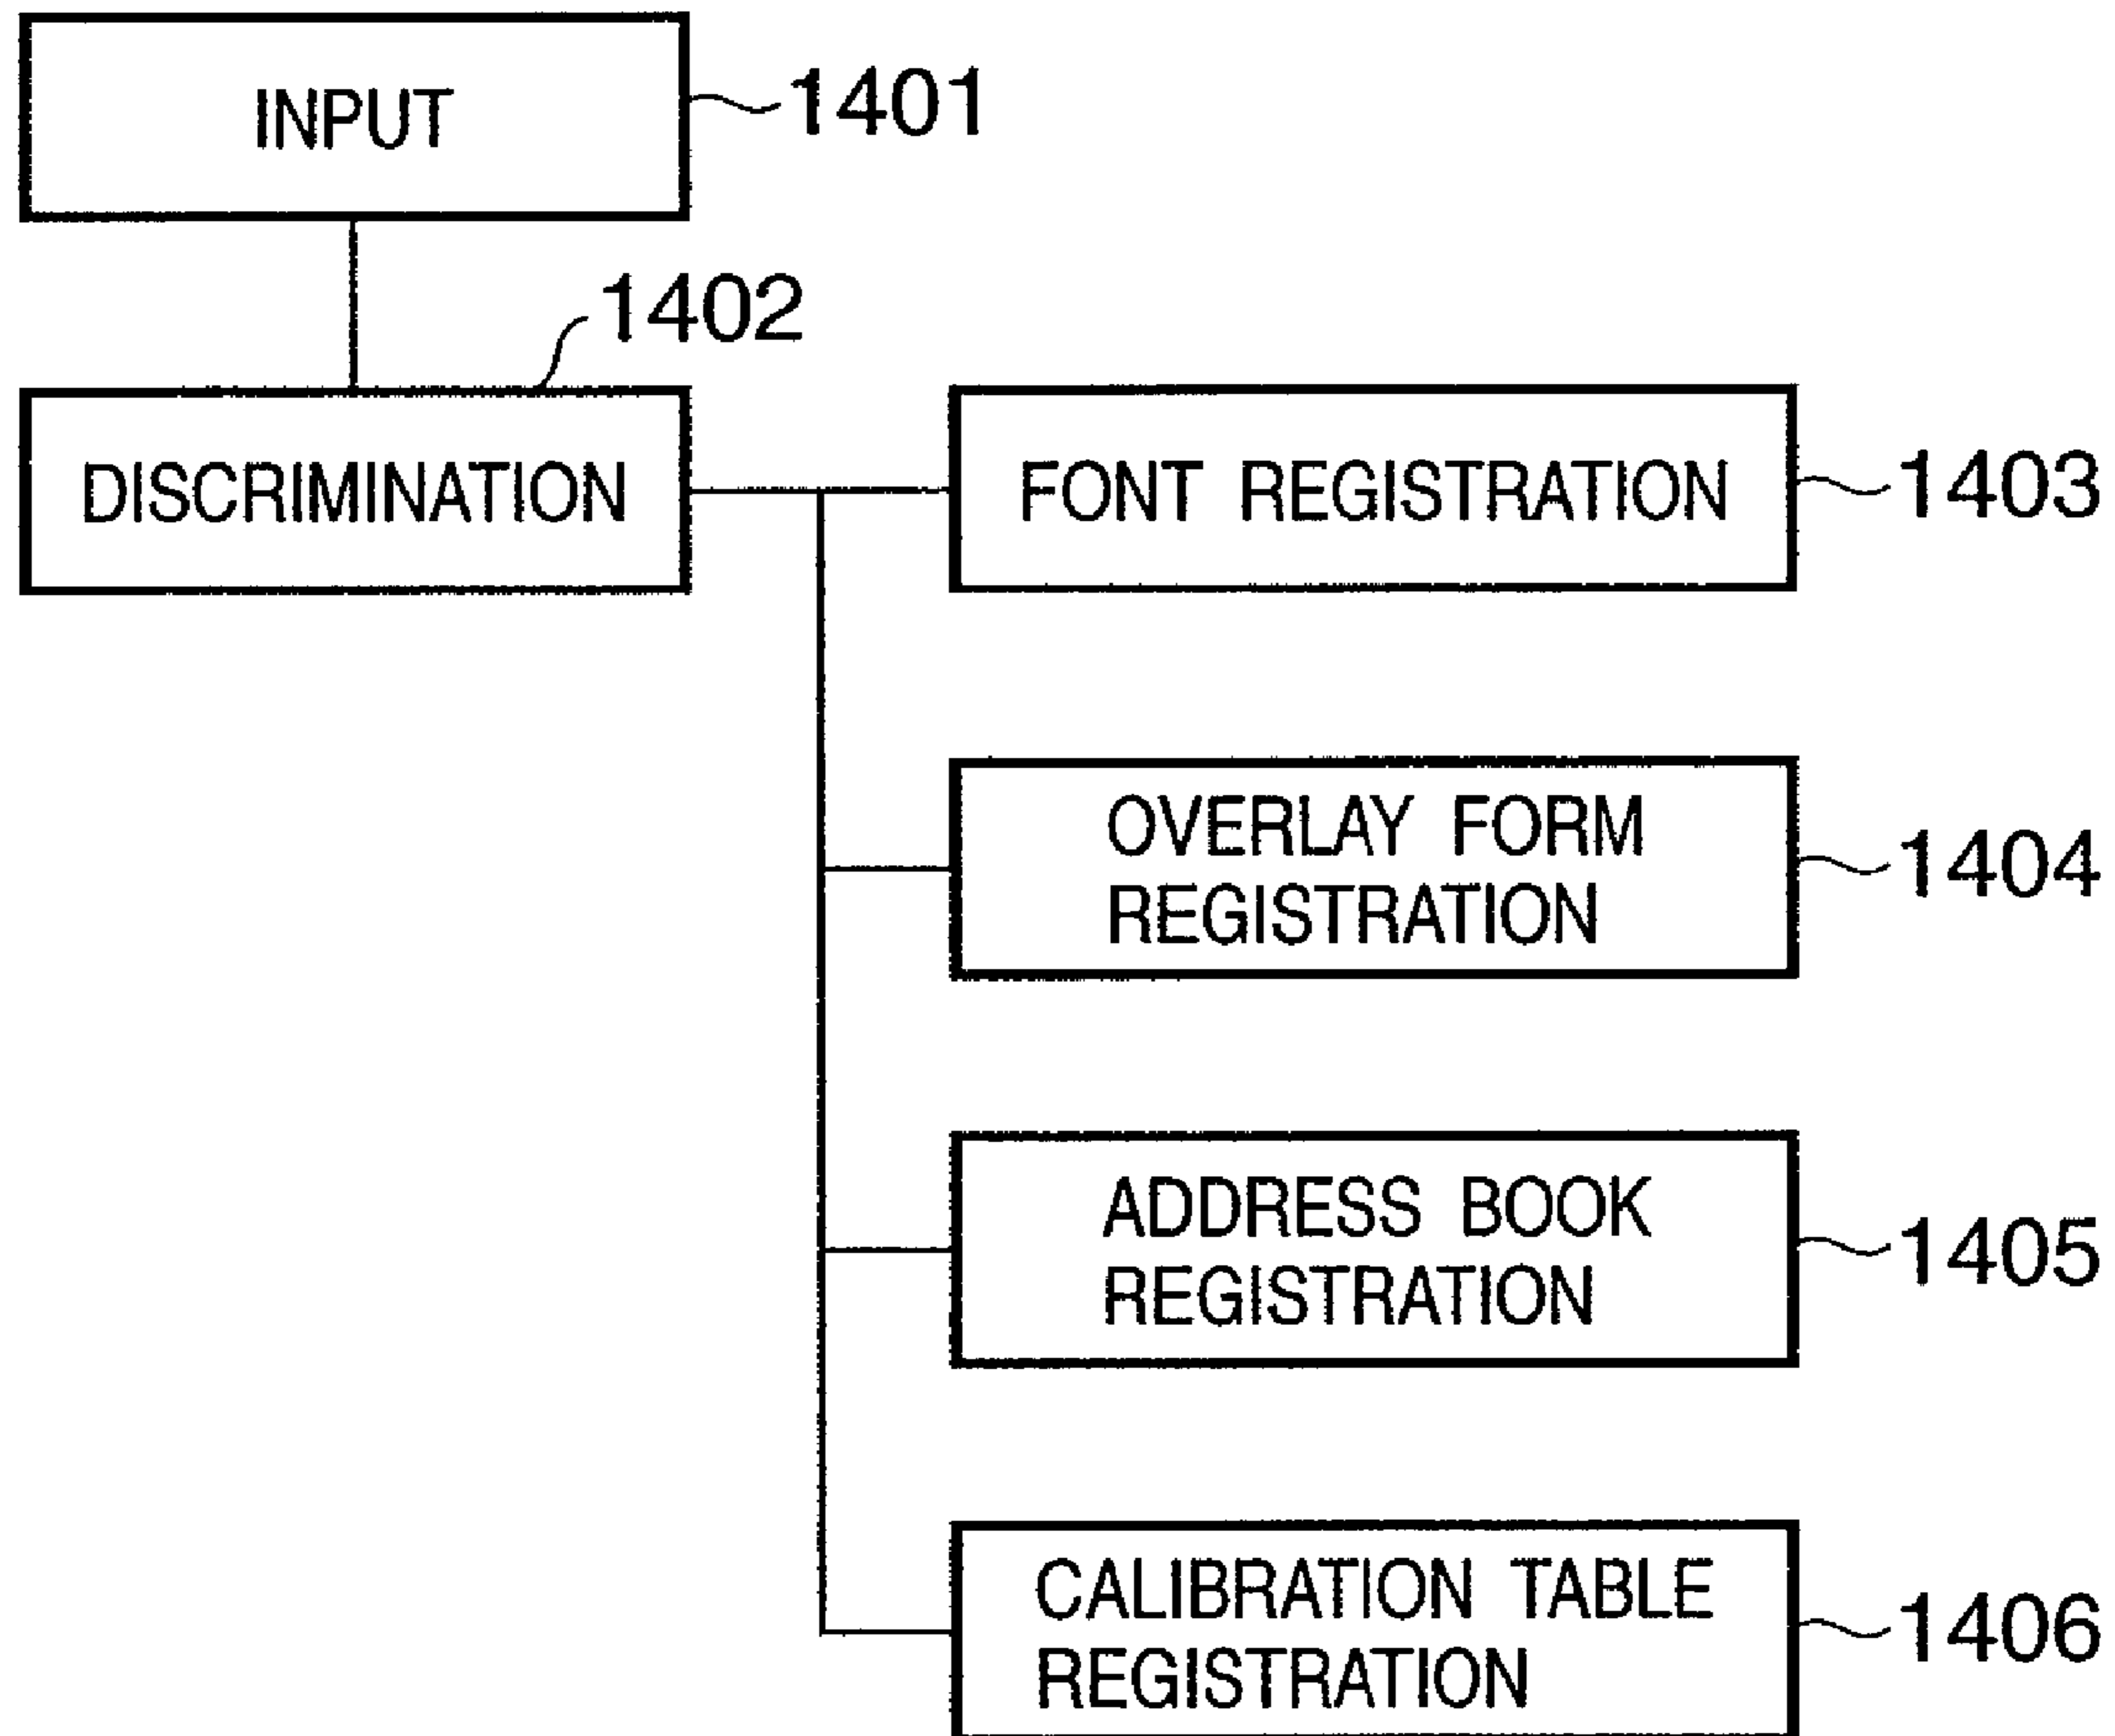 INPUT
1401
1402
DISCRIMINATION
FONT REGISTRATION
1403
OVERLAY FORM
REGISTRATION
1404
ADDRESS BOOK
REGISTRATION
1405
CALIBRATION TABLE
REGISTRATION
1406